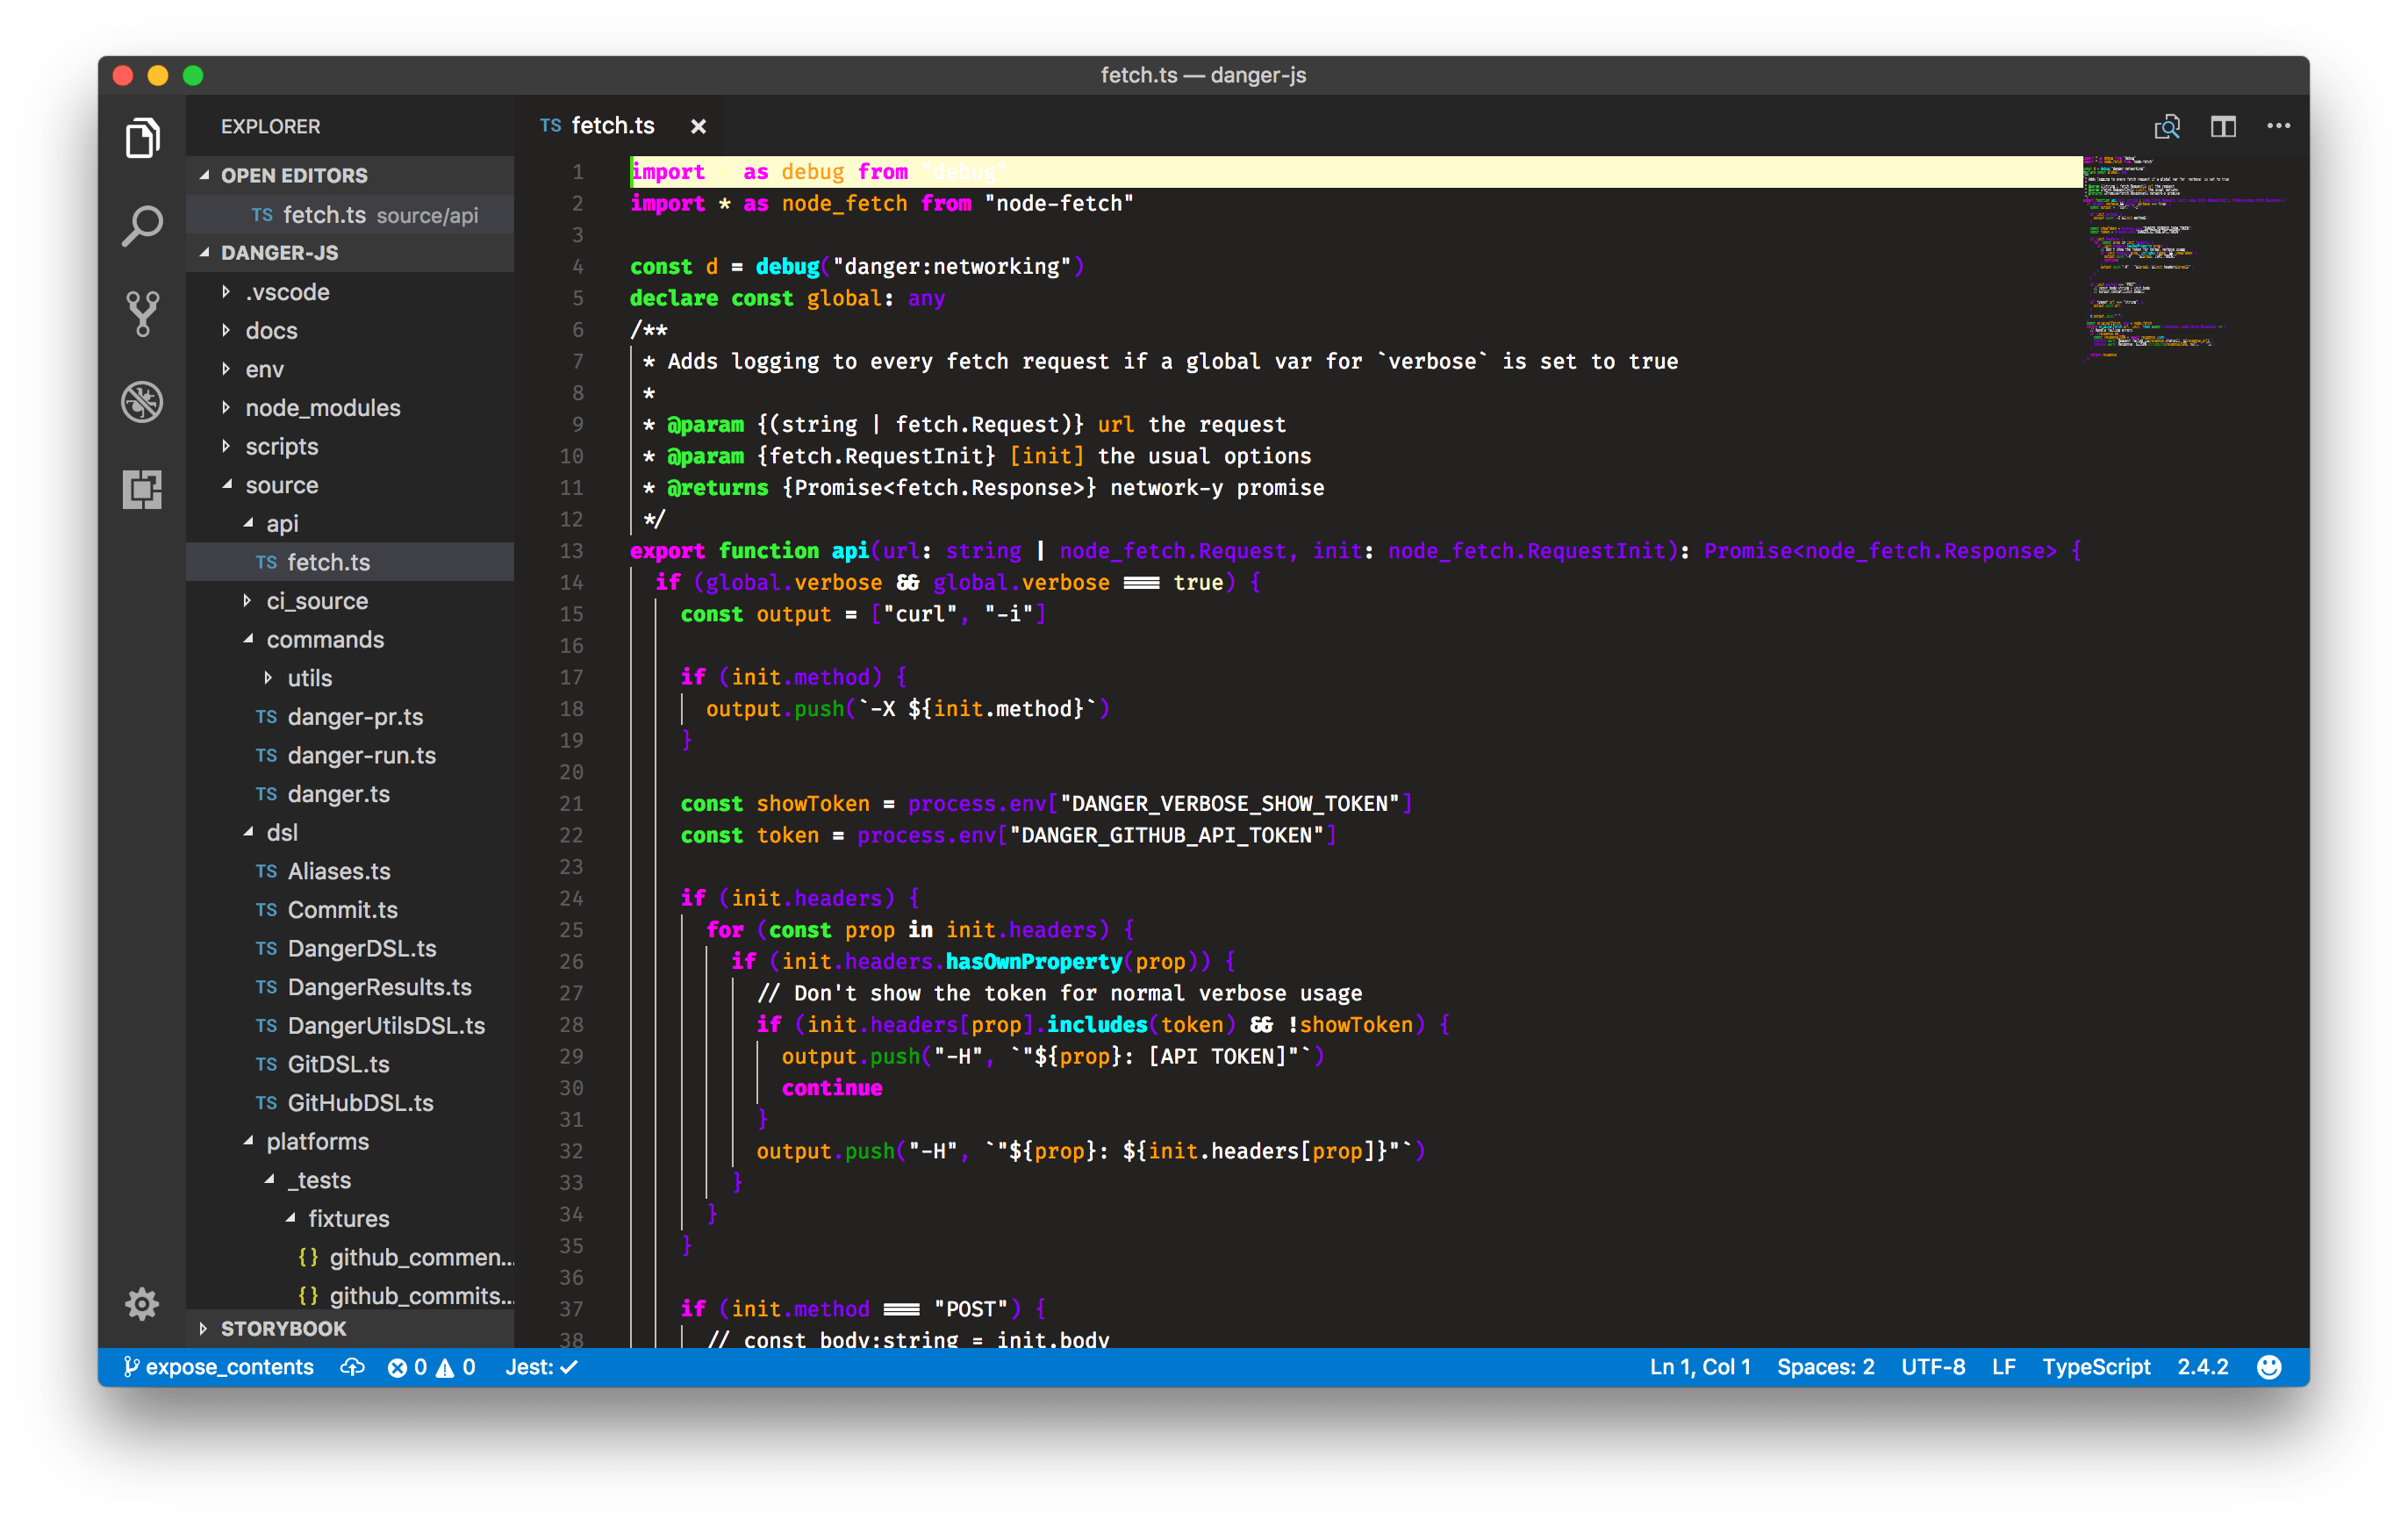 fetch.ts — danger-js
EXPLORER
OPEN EDITORS
TS fetch.ts source/api
DANGER-JS
.vscode
docs
env
node_modules
scripts
source
api
TS fetch.ts
ci_source
commands
utils
TS danger-pr.ts
TS danger-run.ts
TS danger.ts
dsl
TS Aliases.ts
TS Commit.ts
TS DangerDSL.ts
TS DangerResults.ts
TS DangerUtilsDSL.ts
TS GitDSL.ts
TS GitHubDSL.ts
platforms
_tests
fixtures
{} github_commen...
{} github_commits...
STORYBOOK
TS fetch.ts ×
1 import as debug from "debug"
2 import * as node_fetch from "node-fetch"
3
4 const d = debug("danger:networking")
5 declare const global: any
6 /**
7 * Adds logging to every fetch request if a global var for `verbose` is set to true
8 *
9 * @param {(string | fetch.Request)} url the request
10 * @param {fetch.RequestInit} [init] the usual options
11 * @returns {Promise<fetch.Response>} network-y promise
12 */
13 export function api(url: string | node_fetch.Request, init: node_fetch.RequestInit): Promise<node_fetch.Response> {
14 if (global.verbose && global.verbose === true) {
15 const output = ["curl", "-i"]
16
17 if (init.method) {
18 output.push(`-X ${init.method}`)
19 }
20
21 const showToken = process.env["DANGER_VERBOSE_SHOW_TOKEN"]
22 const token = process.env["DANGER_GITHUB_API_TOKEN"]
23
24 if (init.headers) {
25 for (const prop in init.headers) {
26 if (init.headers.hasOwnProperty(prop)) {
27 // Don't show the token for normal verbose usage
28 if (init.headers[prop].includes(token) && !showToken) {
29 output.push("-H", `"${prop}: [API TOKEN]"`)
30 continue
31 }
32 output.push("-H", `"${prop}: ${init.headers[prop]}"`)
33 }
34 }
35 }
36
37 if (init.method === "POST") {
38 // const body:string = init.body
expose_contents 0 0 Jest: ✓ Ln 1, Col 1 Spaces: 2 UTF-8 LF TypeScript 2.4.2